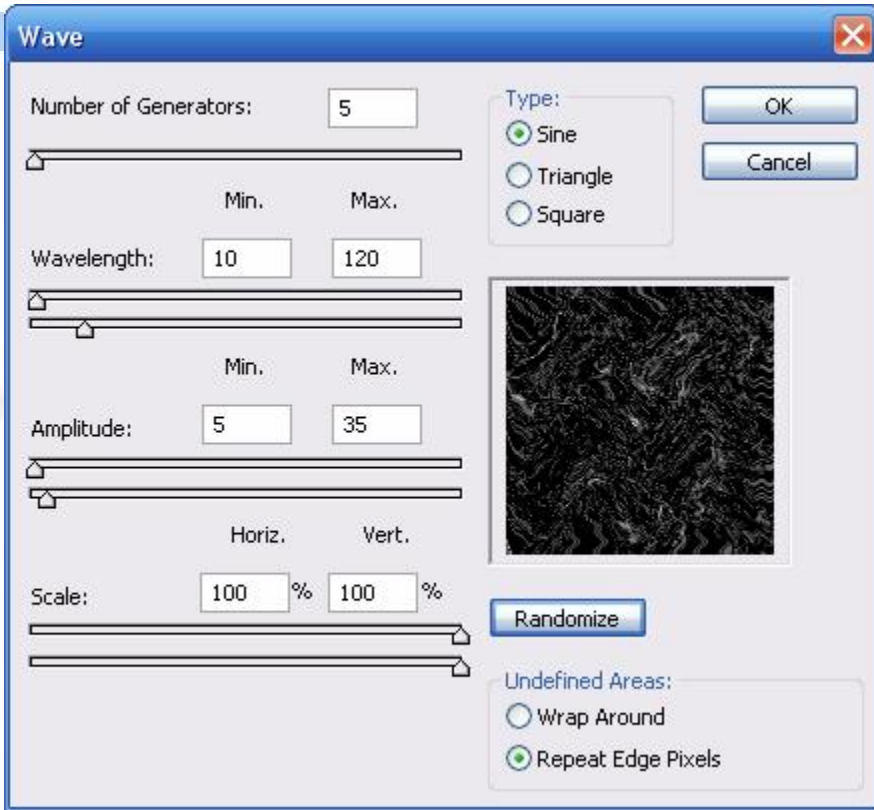 Wave
Number of Generators: 5
Min. Max.
Wavelength: 10 120
Min. Max.
Amplitude: 5 35
Horiz. Vert.
Scale: 100 % 100 %
Type:
Sine
Triangle
Square
OK
Cancel
Randomize
Undefined Areas:
Wrap Around
Repeat Edge Pixels